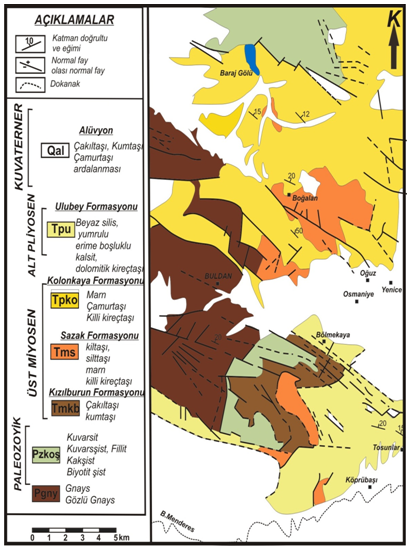 AÇIKLAMALAR
10
Katman doğrultu
ve eğimi
Normal fay
olası normal fay
Dokanak
KUVATERNER
Alüvyon
Qal
Çakıltaşı, Kumtaşı
Çamurtaşı
ardalanması
ALT PLİYOSEN
Ulubey Formasyonu
Tpu
Beyaz silis,
yumrulu
erime boşluklu
kalsit,
dolomitik kireçtaşı
ÜST MİYOSEN
Kolonkaya Formasyonu
Tpko
Marn
Çamurtaşı
Killi kireçtaşı
Sazak Formasyonu
Tms
kiltaşı,
silttaşı
marn
killi kireçtaşı
Kızılburun Formasyonu
Tmkb
Çakıltaşı
kumtaşı
PALEOZOYİK
Pzkoş
Kuvarsit
Kuvarsşist, Fillit
Kakşist
Biyotit şist
Pgny
Gnays
Gözlü Gnays
0 1 2 3 4 5km
K
Baraj Gölü
15
12
20
Boğalan
50
BULDAN
Oğuz
Yenice
Osmaniye
Bölmekaya
20
15
Tosunlar
Köprübaşı
B.Menderes